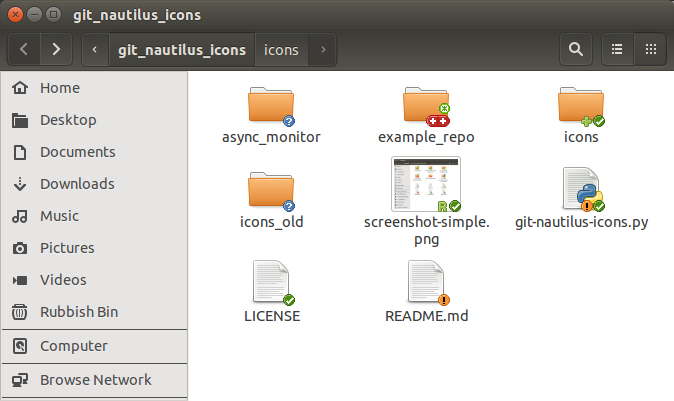 git_nautilus_icons
git_nautilus_icons
icons
Home
Desktop
Documents
Downloads
Music
Pictures
Videos
Rubbish Bin
Computer
Browse Network
async_monitor
example_repo
icons
icons_old
screenshot-simple.
png
git-nautilus-icons.py
LICENSE
README.md